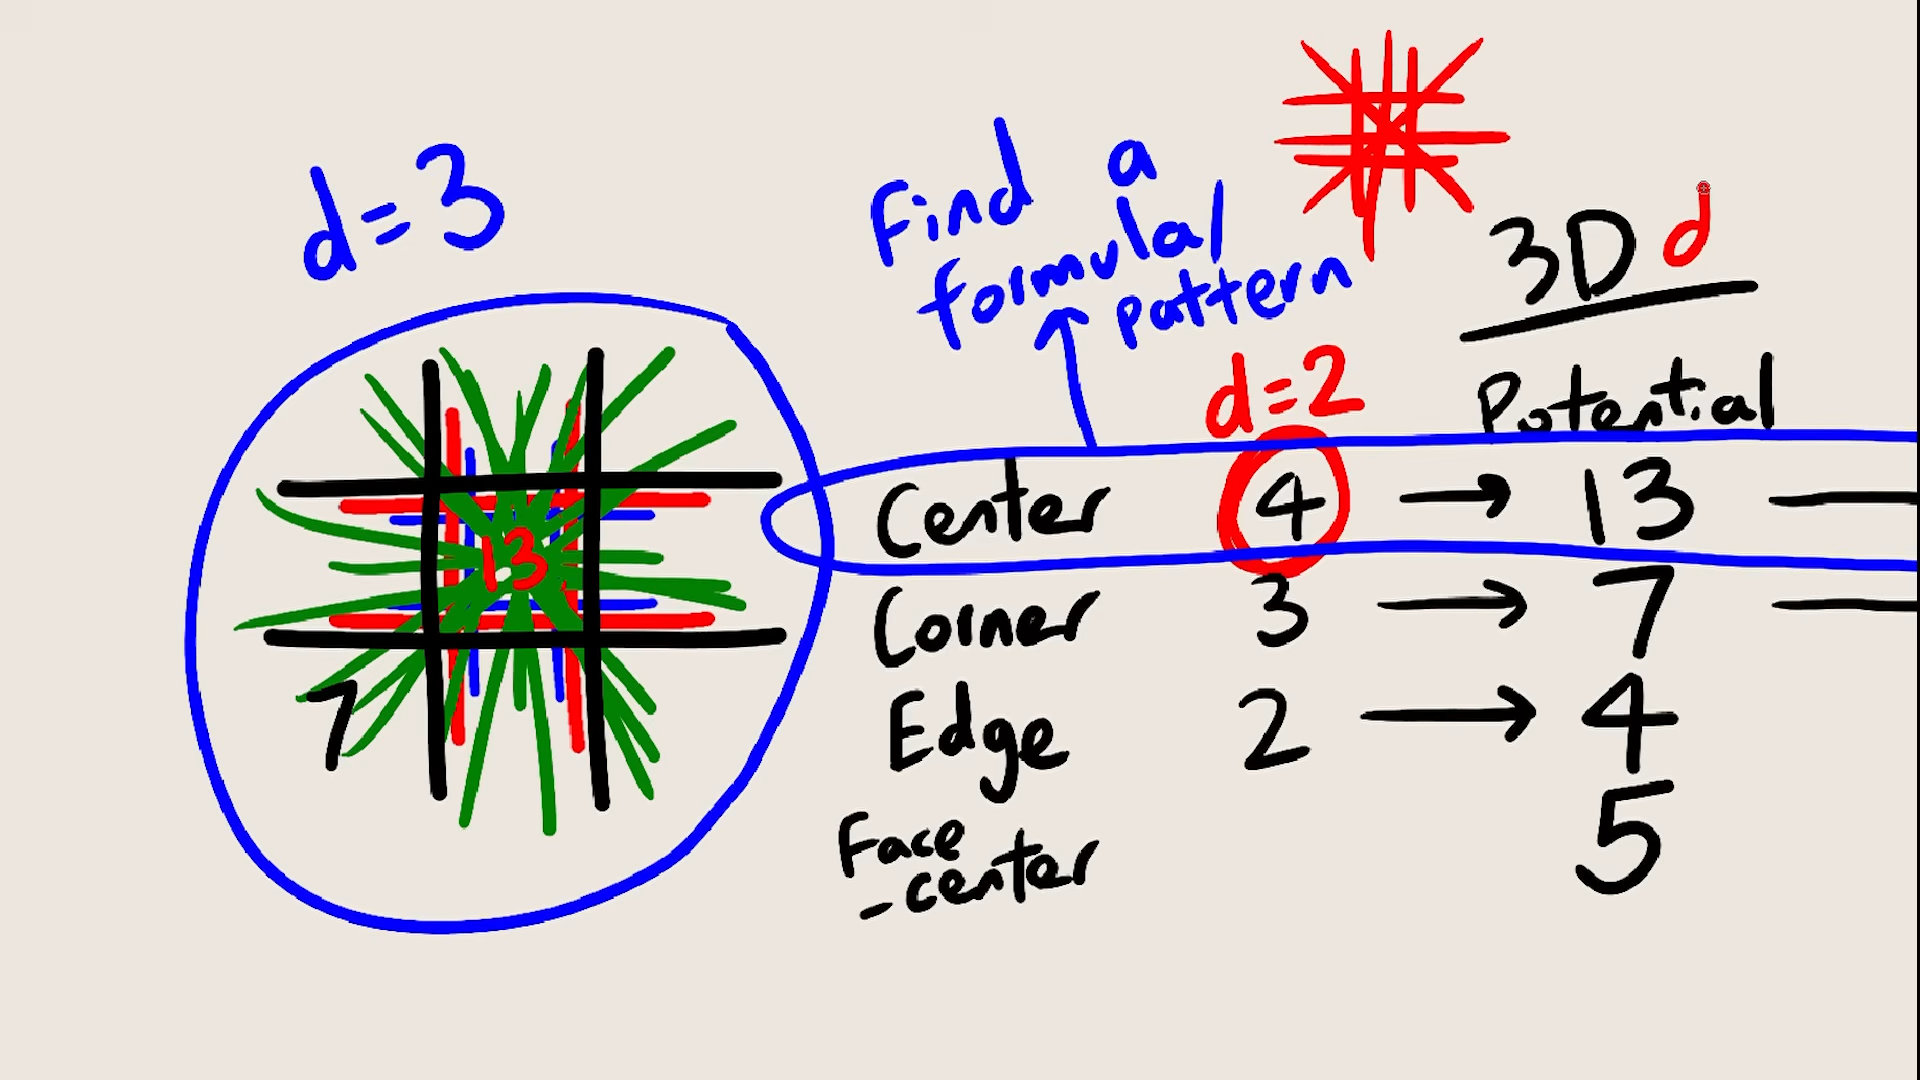 d=3
Find a
formula/
pattern
3D d
d=2
Potential
13
7
Center 4 → 13
Corner 3 → 7
Edge 2 → 4
Face
-center 5